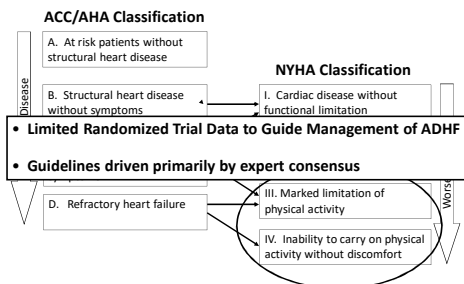 ACC/AHA Classification
A. At risk patients without
structural heart disease
NYHA Classification
Disease
B. Structural heart disease
without symptoms
I. Cardiac disease without
functional limitation
• Limited Randomized Trial Data to Guide Management of ADHF
• Guidelines driven primarily by expert consensus
D. Refractory heart failure
III. Marked limitation of
physical activity
IV. Inability to carry on physical
activity without discomfort